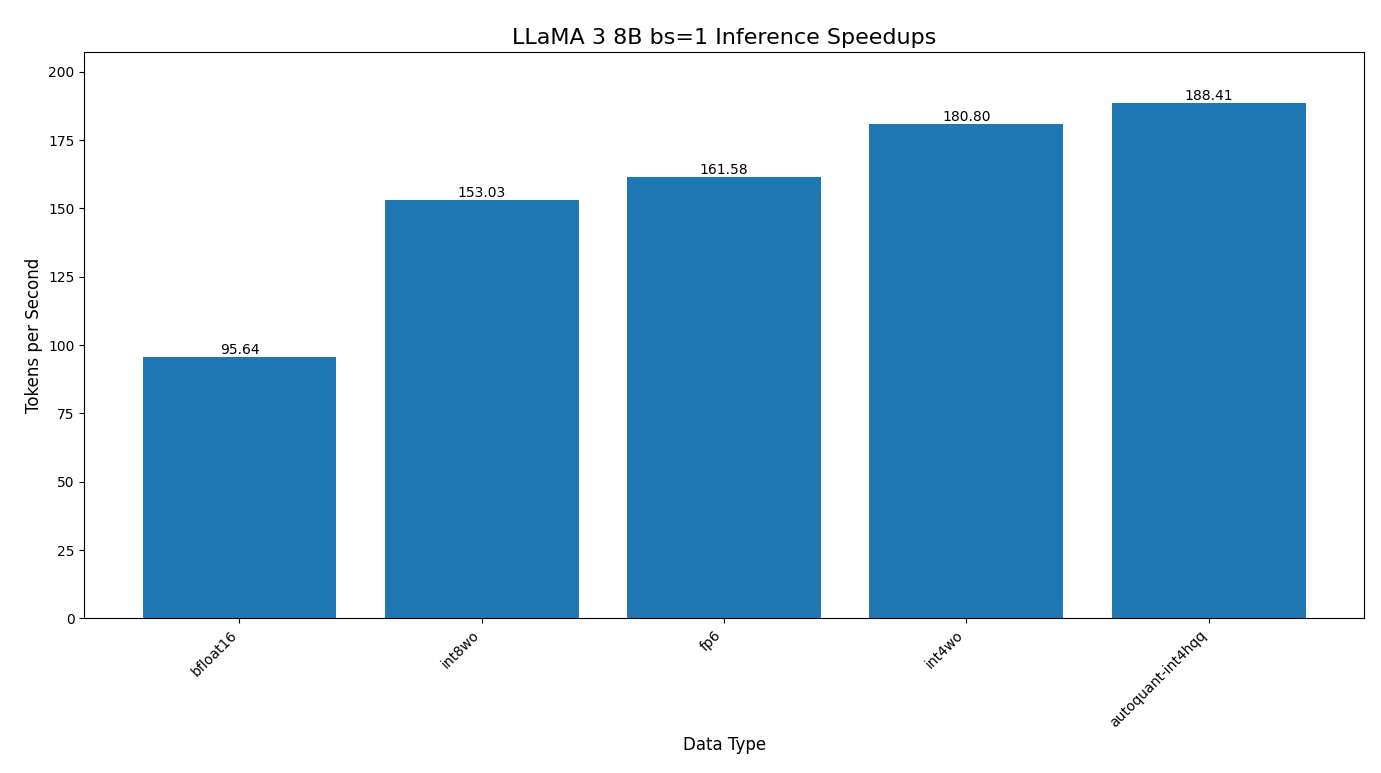 LLaMA 3 8B bs=1 Inference Speedups
200
175
150
125
100
75
50
25
0
Tokens per Second
95.64
153.03
161.58
180.80
188.41
bfloat16
int8wo
fp6
int4wo
autoquant-int4hqq
Data Type